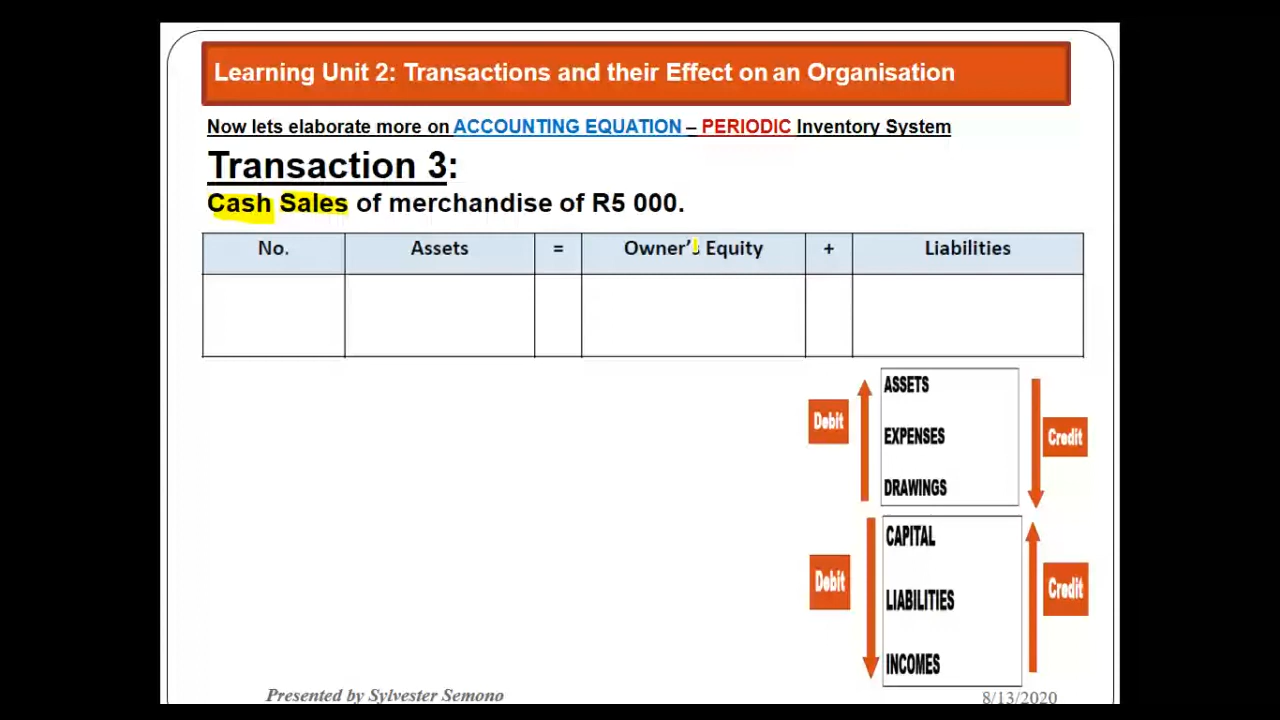 Learning Unit 2: Transactions and their Effect on an Organisation
Now lets elaborate more on ACCOUNTING EQUATION – PERIODIC Inventory System
Transaction 3:
Cash Sales of merchandise of R5 000.
No. Assets = Owner's Equity + Liabilities
ASSETS
Debit
EXPENSES
Credit
DRAWINGS
CAPITAL
Debit
LIABILITIES
Credit
INCOMES
Presented by Sylvester Semono 8/13/2020